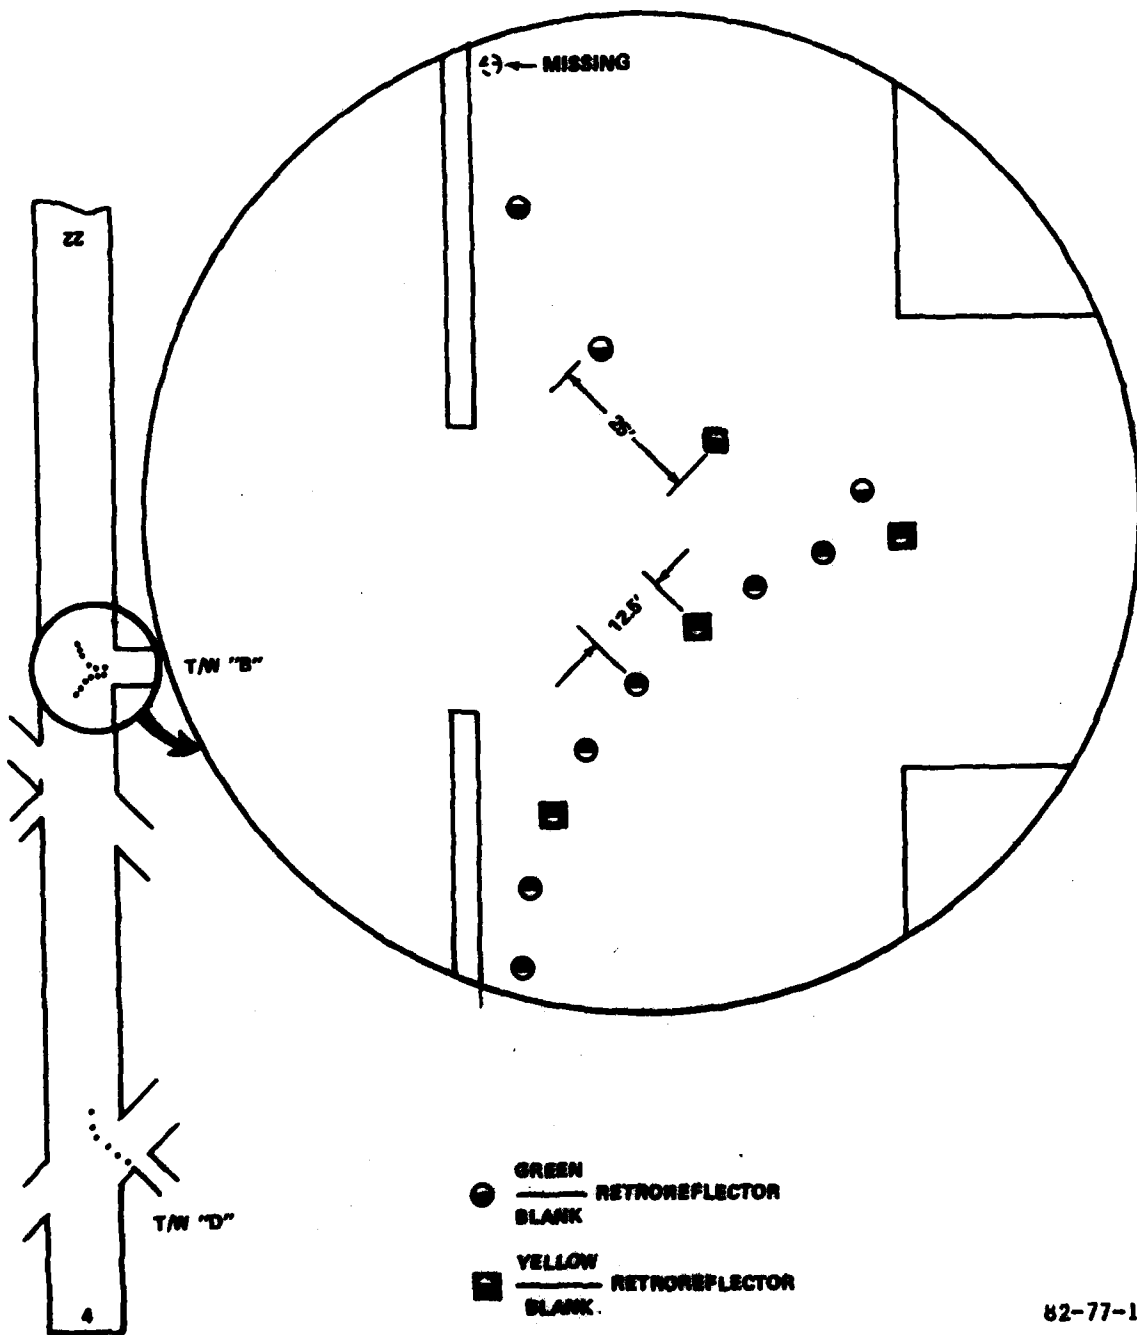 MISSING
22
25'
12.5'
T/W "B"
T/W "D"
4
GREEN
RETROREFLECTOR
BLANK
YELLOW
RETROREFLECTOR
BLANK.
82-77-1